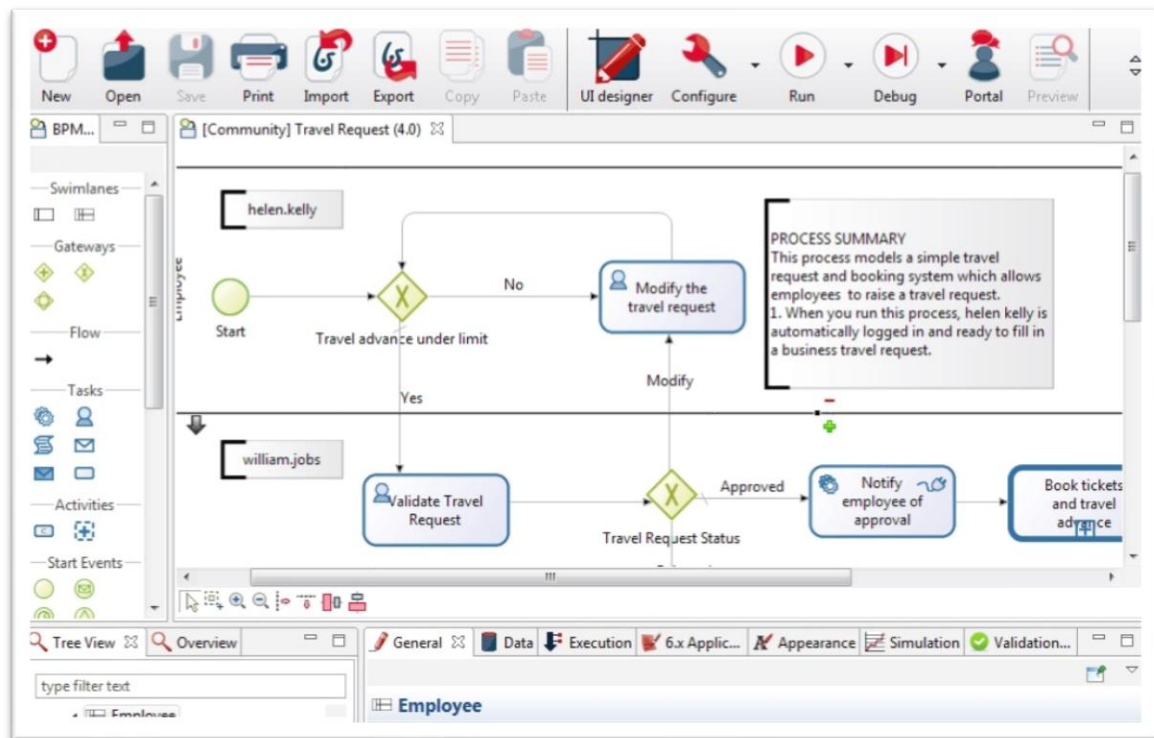 New Open Save Print Import Export Copy Paste UI designer Configure Run Debug Portal Preview
BPM...
[Community] Travel Request (4.0)
Swimlanes
Gateways
Flow
Tasks
Activities
Start Events
Employee
helen.kelly
Start
Travel advance under limit
No
Yes
Modify the
travel request
Modify
PROCESS SUMMARY
This process models a simple travel
request and booking system which allows
employees to raise a travel request.
1. When you run this process, helen kelly is
automatically logged in and ready to fill in
a business travel request.
william.jobs
Validate Travel
Request
Travel Request Status
Approved
Notify
employee of
approval
Book tickets
and travel
advance
Tree View Overview
type filter text
Employee
General Data Execution 6.x Applic... Appearance Simulation Validation...
Employee